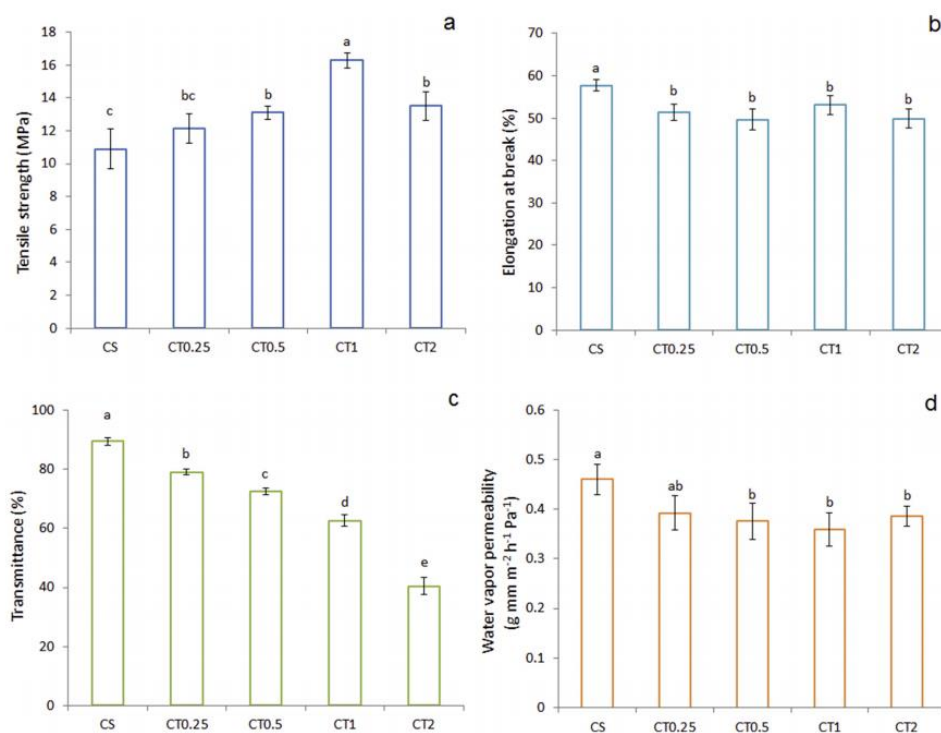 a
Tensile strength (MPa)
18
16
14
12
10
8
6
4
2
0
c
bc
b
a
b
CS
CT0.25
CT0.5
CT1
CT2
b
Elongation at break (%)
70
60
50
40
30
20
10
0
a
b
b
b
b
CS
CT0.25
CT0.5
CT1
CT2
c
Transmittance (%)
100
80
60
40
20
0
a
b
c
d
e
CS
CT0.25
CT0.5
CT1
CT2
d
Water vapor permeability
(g mm m⁻² h⁻¹ Pa⁻¹)
0.6
0.5
0.4
0.3
0.2
0.1
0
a
ab
b
b
b
CS
CT0.25
CT0.5
CT1
CT2